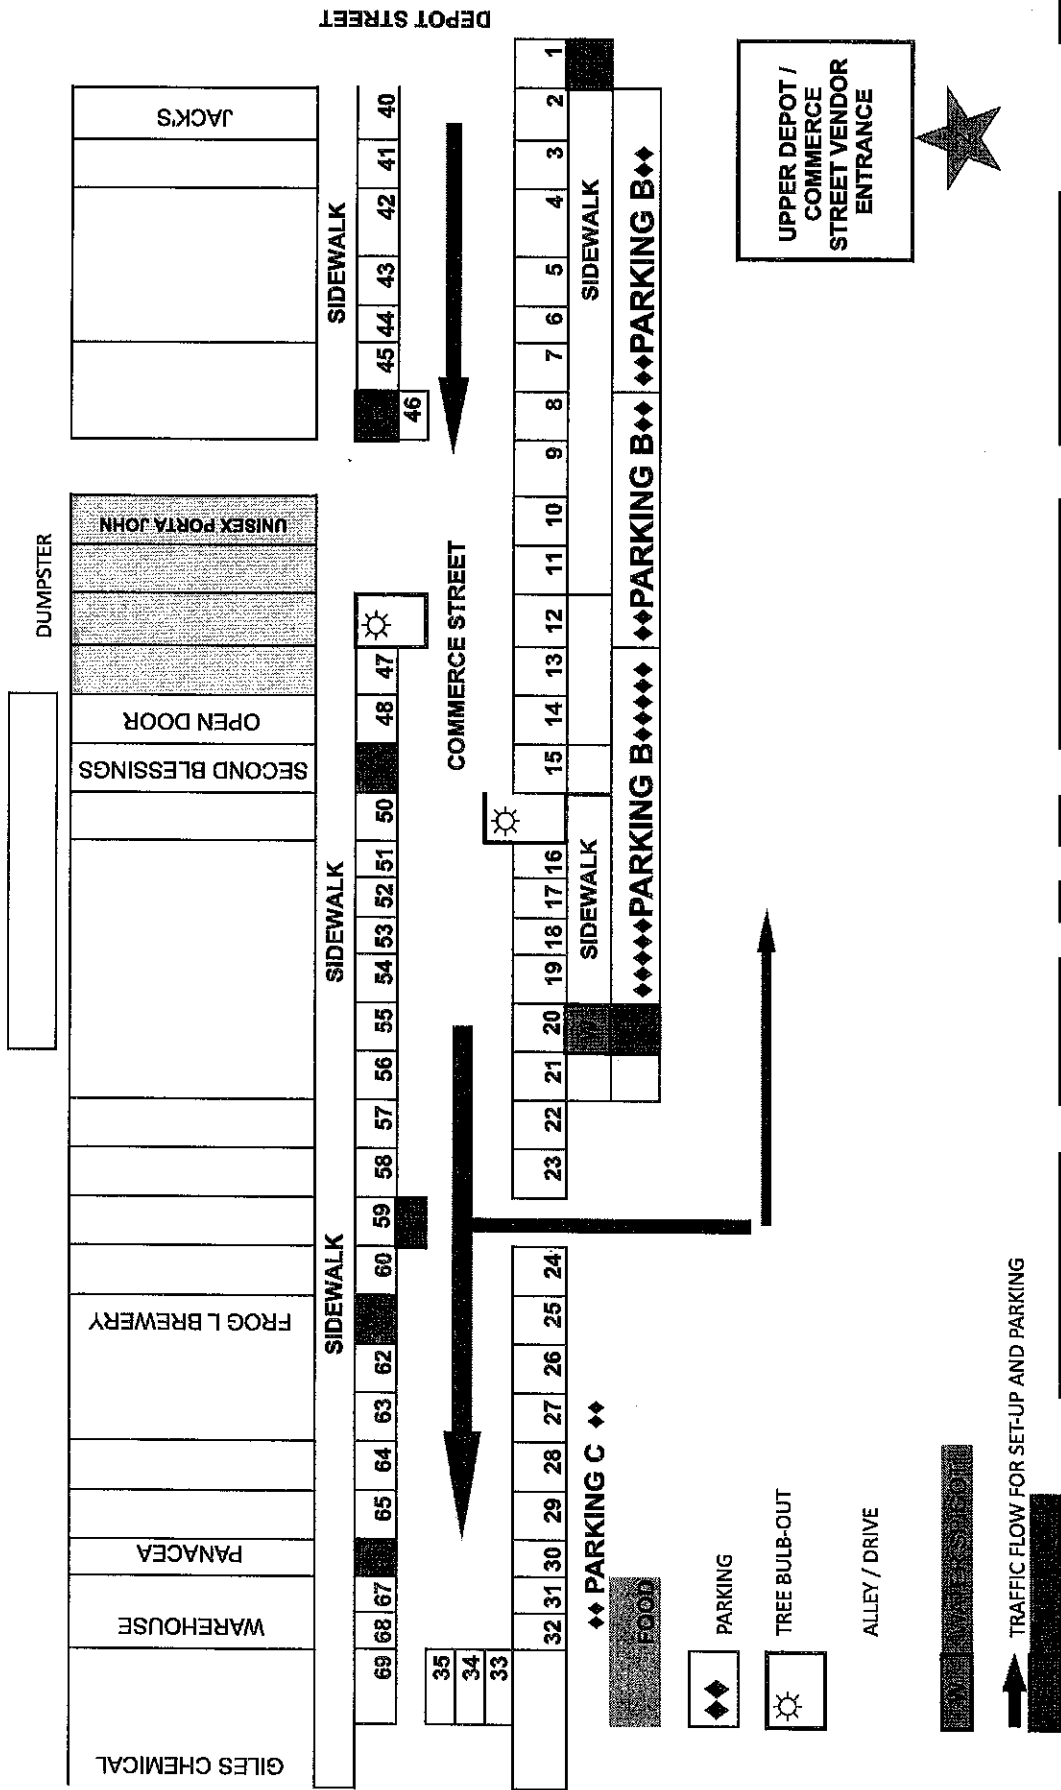 DUMPSTER
GILES CHEMICAL
WAREHOUSE
PANACEA
FROG L BREWERY
SECOND BLESSINGS
OPEN DOOR
UNISEX PORTA JOHN
JACK'S
SIDEWALK SIDEWALK SIDEWALK
DEPOT STREET
69 68 67 65 64 63 62 60 59 58 57 56 55 54 53 52 51 50 48 47 45 44 43 42 41 40
46
35
34
33
COMMERCE STREET
32 31 30 29 28 27 26 25 24 23 22 21 20 19 18 17 16 15 14 13 12 11 10 9 8 7 6 5 4 3 2 1
SIDEWALK SIDEWALK
♦♦ PARKING C ♦♦
♦♦♦♦♦PARKING B♦♦♦♦♦ ♦♦PARKING B♦♦ ♦♦PARKING B♦♦
FOOD
PARKING
TREE BULB-OUT
ALLEY / DRIVE
WATER SPIGOT
TRAFFIC FLOW FOR SET-UP AND PARKING
UPPER DEPOT /
COMMERCE
STREET VENDOR
ENTRANCE